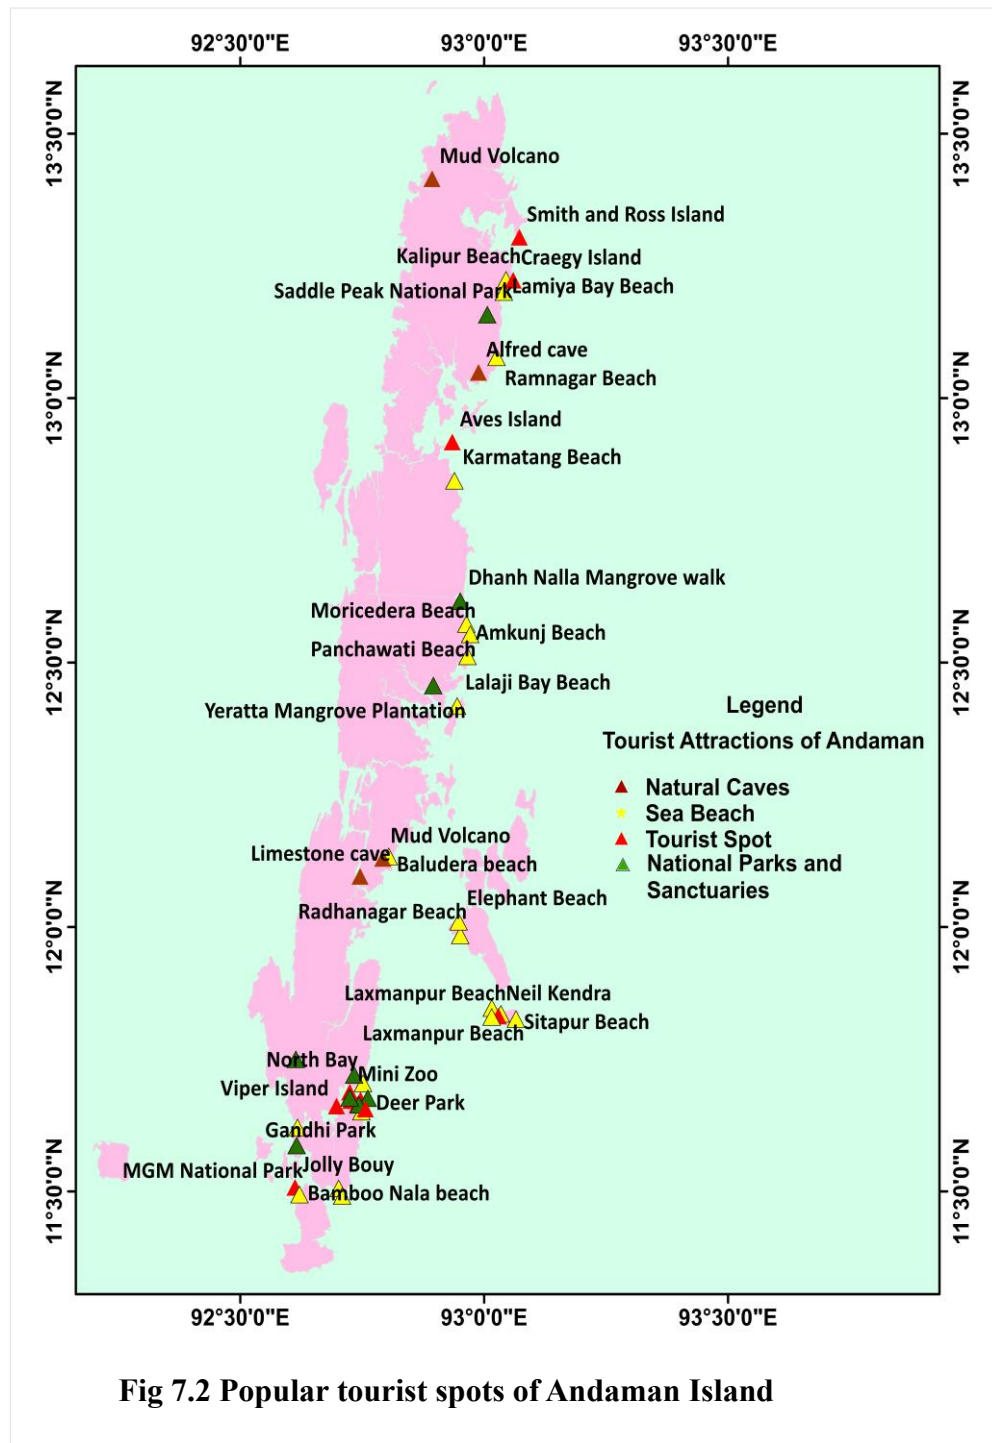 92°30'0"E 93°0'0"E 93°30'0"E
13°30'0"N
13°30'0"N
Mud Volcano
Smith and Ross Island
Kalipur Beach
Craegy Island
Saddle Peak National Park
Lamiya Bay Beach
Alfred cave
Ramnagar Beach
13°0'0"N
13°0'0"N
Aves Island
Karmatang Beach
Dhanh Nalla Mangrove walk
Moricedera Beach
Amkunj Beach
Panchawati Beach
12°30'0"N
12°30'0"N
Lalaji Bay Beach
Yeratta Mangrove Plantation
Legend
Tourist Attractions of Andaman
Natural Caves
Sea Beach
Tourist Spot
National Parks and
Sanctuaries
Mud Volcano
Limestone cave
Baludera beach
Elephant Beach
Radhanagar Beach
12°0'0"N
12°0'0"N
Laxmanpur Beach
Neil Kendra
Sitapur Beach
Laxmanpur Beach
North Bay
Mini Zoo
Viper Island
Deer Park
Gandhi Park
Jolly Bouy
MGM National Park
Bamboo Nala beach
11°30'0"N
11°30'0"N
92°30'0"E 93°0'0"E 93°30'0"E
Fig 7.2 Popular tourist spots of Andaman Island